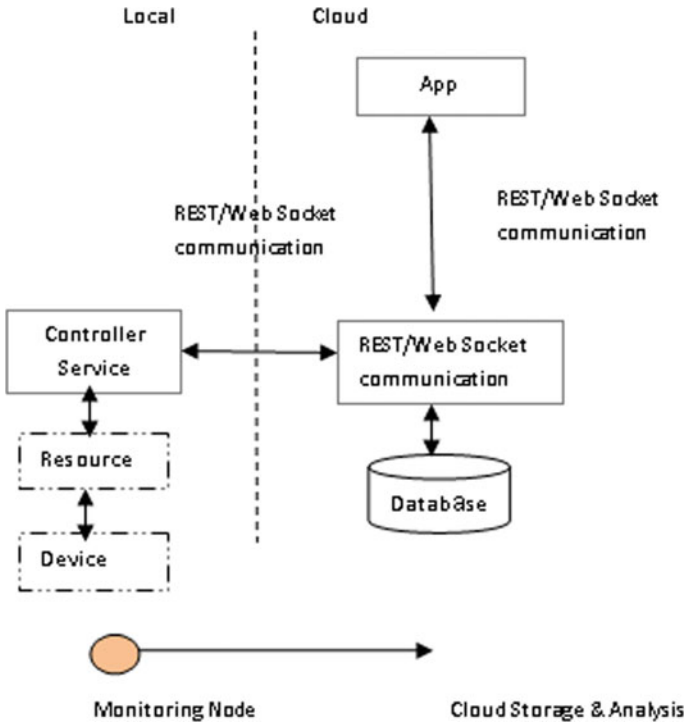 Local
Cloud
App
REST/Web Socket
communication
REST/Web Socket
communication
Controller
Service
REST/Web Socket
communication
Resource
Database
Device
Monitoring Node
Cloud Storage & Analysis